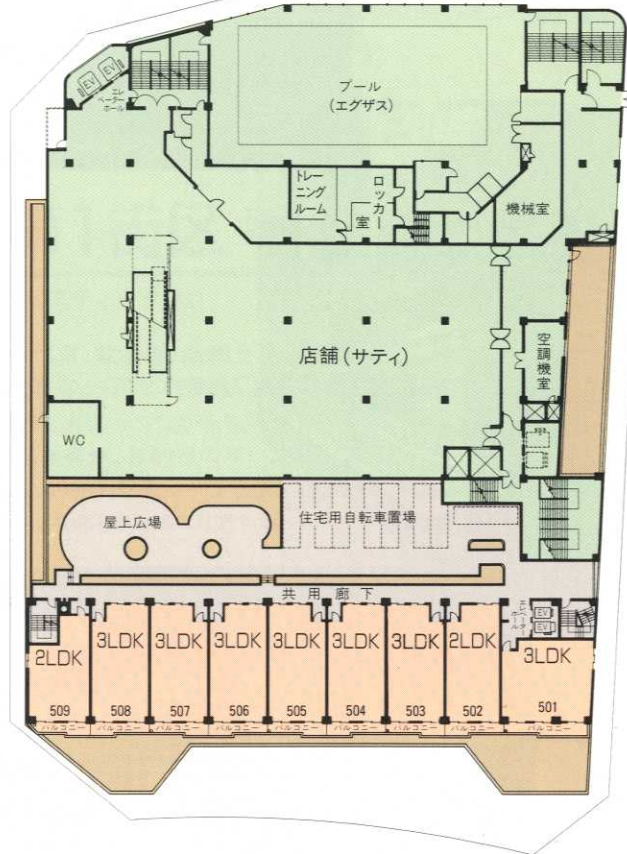 プール
(エグザス)
EV
EV
エレ
ベーター
ホール
トレー
ニング
ルーム
ロッカー
室
機械室
店舗(サティ)
空調機室
WC
屋上広場
住宅用自転車置場
共用廊下
エレベーター
ホール
EV
EV
2LDK
3LDK
3LDK
3LDK
3LDK
3LDK
3LDK
2LDK
3LDK
509
508
507
506
505
504
503
502
501
バルコニー
バルコニー
バルコニー
バルコニー
バルコニー
バルコニー
バルコニー
バルコニー
バルコニー